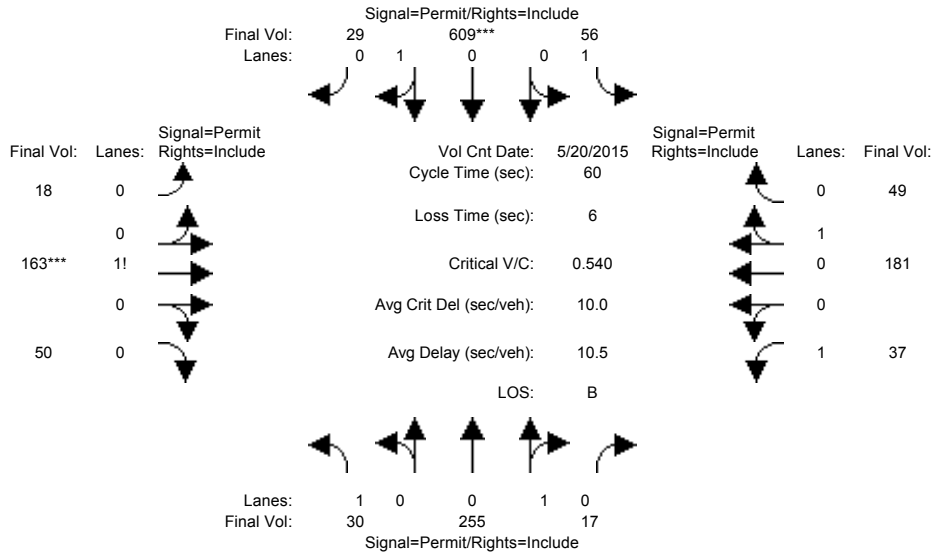 Signal=Permit/Rights=Include
Final Vol: 29 609*** 56
Lanes: 0 1 0 0 1
Signal=Permit
Final Vol: Lanes: Rights=Include
Vol Cnt Date: 5/20/2015
Signal=Permit
Rights=Include Lanes: Final Vol:
Cycle Time (sec): 60
18 0
0 49
Loss Time (sec): 6
0
1
163*** 1!
Critical V/C: 0.540
0 181
0
Avg Crit Del (sec/veh): 10.0
0
50 0
Avg Delay (sec/veh): 10.5
1 37
LOS: B
Lanes: 1 0 0 1 0
Final Vol: 30 255 17
Signal=Permit/Rights=Include